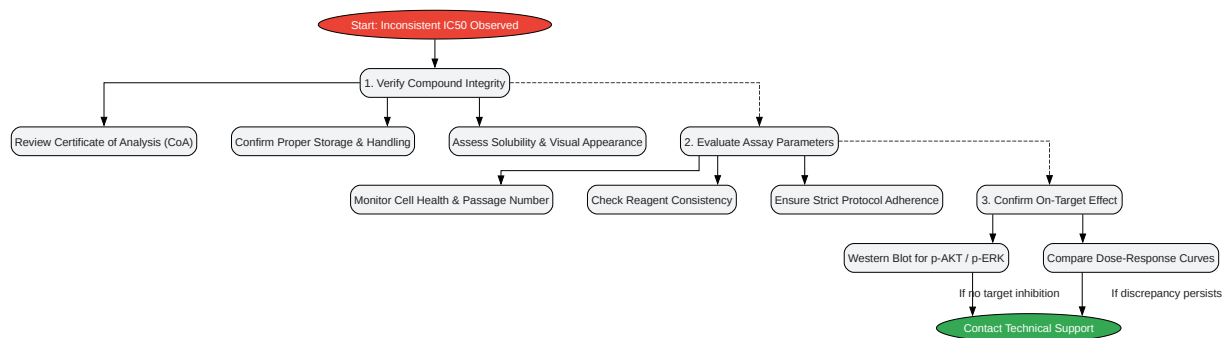 Start: Inconsistent IC50 Observed
1. Verify Compound Integrity
Review Certificate of Analysis (CoA)
Confirm Proper Storage & Handling
Assess Solubility & Visual Appearance
2. Evaluate Assay Parameters
Monitor Cell Health & Passage Number
Check Reagent Consistency
Ensure Strict Protocol Adherence
3. Confirm On-Target Effect
Western Blot for p-AKT / p-ERK
Compare Dose-Response Curves
If no target inhibition
If discrepancy persists
Contact Technical Support